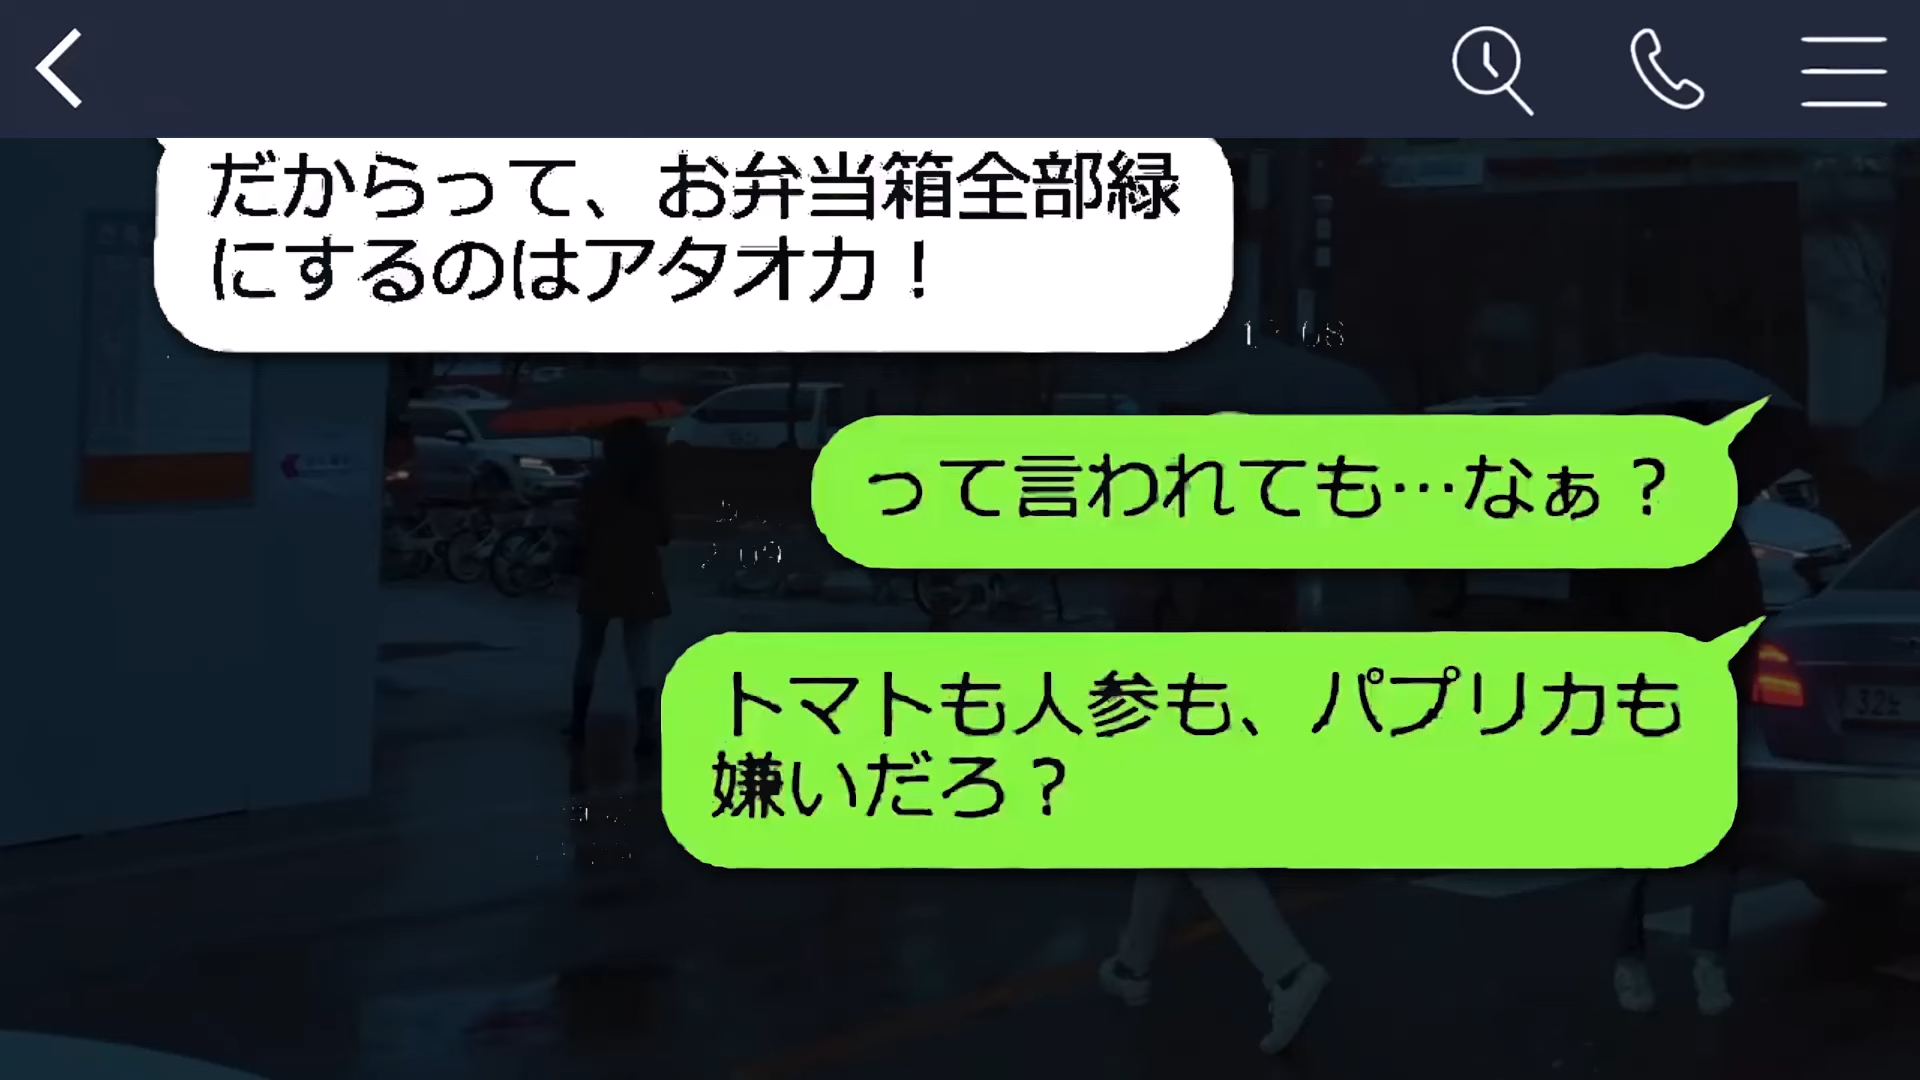 だからって、お弁当箱全部緑
にするのはアタオカ！
って言われても…なぁ？
トマトも人参も、パプリカも
嫌いだろ？